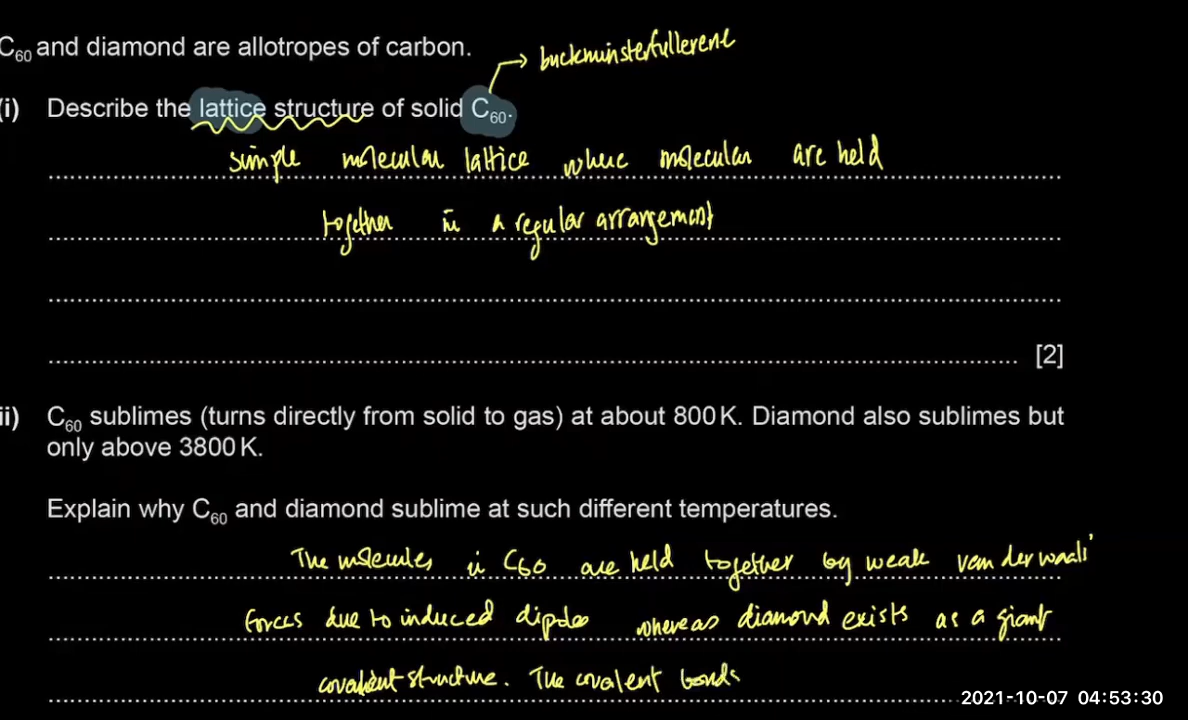 C60 and diamond are allotropes of carbon.
→ buckminsterfullerene
(i) Describe the lattice structure of solid C60.
simple molecular lattice where molecular are held
together in a regular arrangement
[2]
ii) C60 sublimes (turns directly from solid to gas) at about 800 K. Diamond also sublimes but
only above 3800 K.
Explain why C60 and diamond sublime at such different temperatures.
The molecules in C60 are held together by weak van der waals'
forces due to induced dipoles whereas diamond exists as a giant
covalent structure. The covalent bonds
2021-10-07 04:53:30